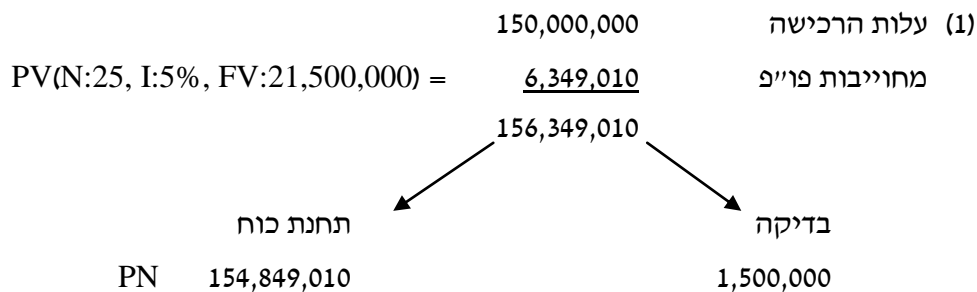 (1) עלות הרכישה 150,000,000
מחוייבות פו״פ 6,349,010 = PV(N:25, I:5%, FV:21,500,000)
156,349,010
בדיקה תחנת כוח
1,500,000 154,849,010 PN